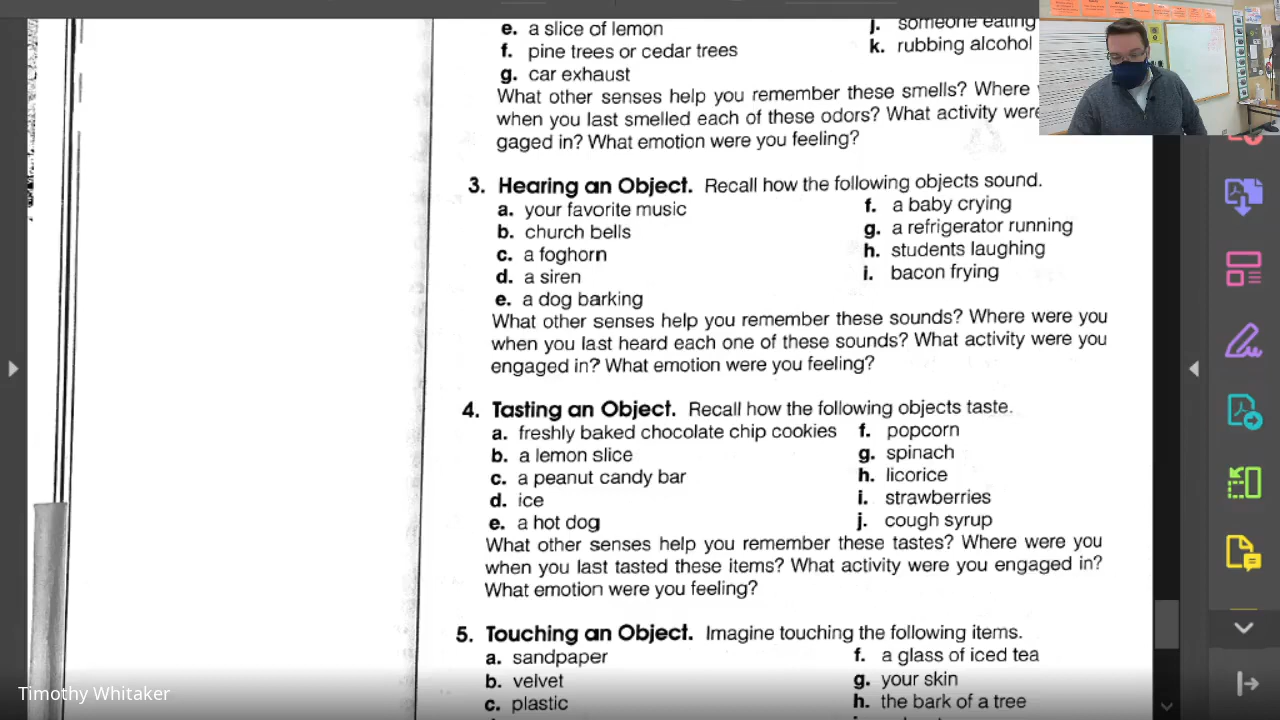 e. a slice of lemon
f. pine trees or cedar trees
g. car exhaust
j. someone eating
k. rubbing alcohol
What other senses help you remember these smells? Where
when you last smelled each of these odors? What activity were
gaged in? What emotion were you feeling?
3. Hearing an Object. Recall how the following objects sound.
a. your favorite music
b. church bells
c. a foghorn
d. a siren
e. a dog barking
f. a baby crying
g. a refrigerator running
h. students laughing
i. bacon frying
What other senses help you remember these sounds? Where were you
when you last heard each one of these sounds? What activity were you
engaged in? What emotion were you feeling?
4. Tasting an Object. Recall how the following objects taste.
a. freshly baked chocolate chip cookies
b. a lemon slice
c. a peanut candy bar
d. ice
e. a hot dog
f. popcorn
g. spinach
h. licorice
i. strawberries
j. cough syrup
What other senses help you remember these tastes? Where were you
when you last tasted these items? What activity were you engaged in?
What emotion were you feeling?
5. Touching an Object. Imagine touching the following items.
a. sandpaper
b. velvet
c. plastic
f. a glass of iced tea
g. your skin
h. the bark of a tree
Timothy Whitaker